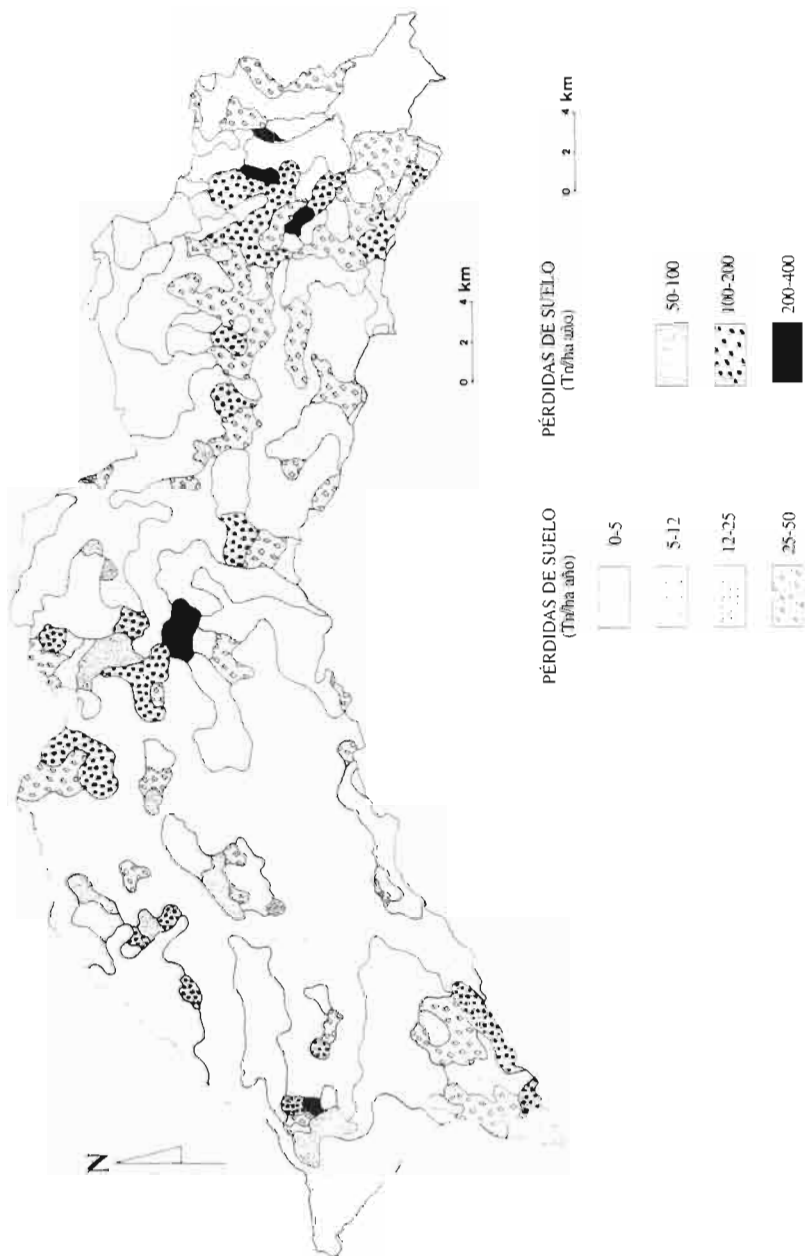 N
0 2 4 km
0 2 4 km
PÉRDIDAS DE SUELO
(Tn/ha año)
0-5
5-12
12-25
25-50
PÉRDIDAS DE SUELO
(Tn/ha año)
50-100
100-200
200-400